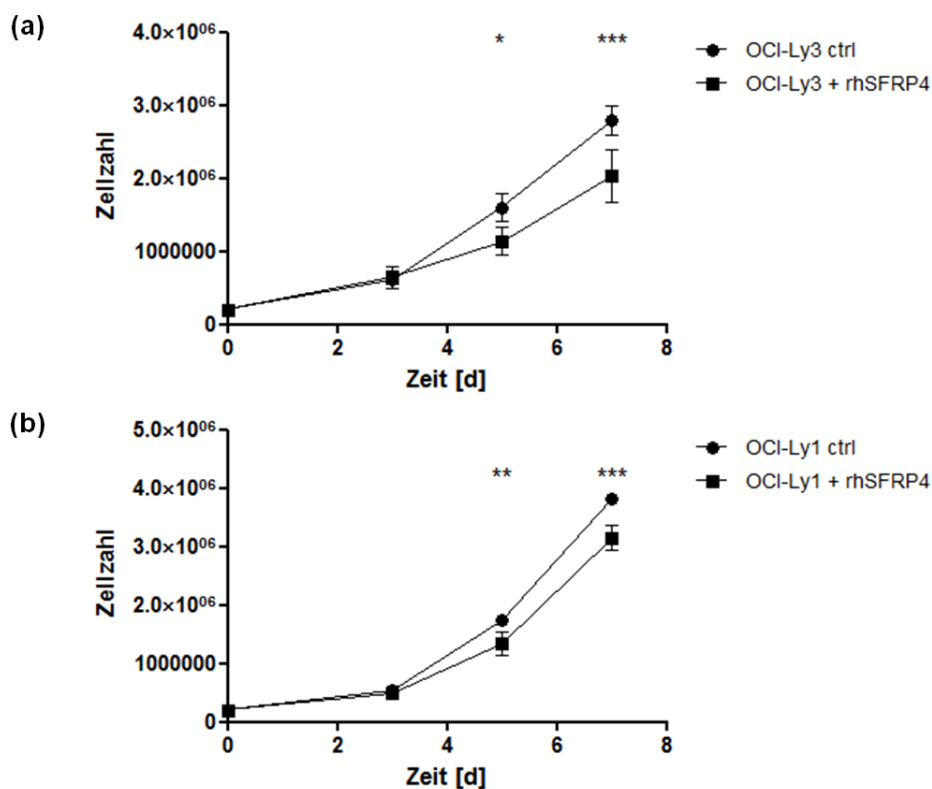 (a)
4.0×10⁰⁶
3.0×10⁰⁶
2.0×10⁰⁶
1000000
0
Zellzahl
* ***
0 2 4 6 8
Zeit [d]
OCI-Ly3 ctrl
OCI-Ly3 + rhSFRP4
(b)
5.0×10⁰⁶
4.0×10⁰⁶
3.0×10⁰⁶
2.0×10⁰⁶
1000000
0
Zellzahl
** ***
0 2 4 6 8
Zeit [d]
OCI-Ly1 ctrl
OCI-Ly1 + rhSFRP4